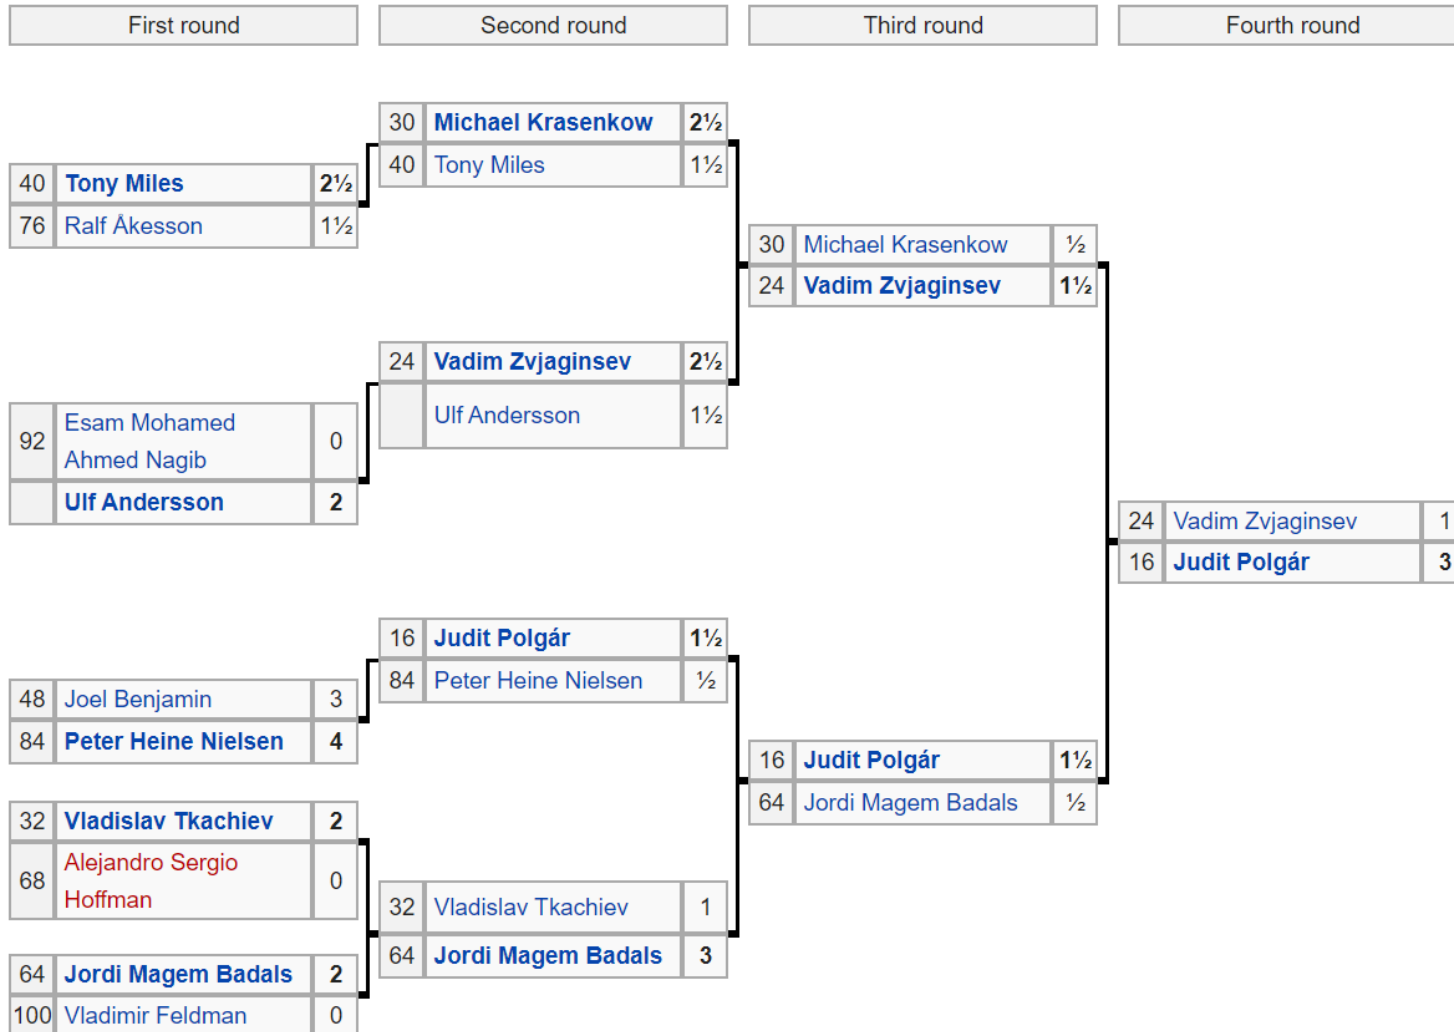 First round Second round Third round Fourth round
30 Michael Krasenkow 2½
40 Tony Miles 1½
40 Tony Miles 2½
76 Ralf Åkesson 1½
30 Michael Krasenkow ½
24 Vadim Zvjaginsev 1½
24 Vadim Zvjaginsev 2½
Ulf Andersson 1½
92 Esam Mohamed
Ahmed Nagib 0
Ulf Andersson 2
24 Vadim Zvjaginsev 1
16 Judit Polgár 3
16 Judit Polgár 1½
84 Peter Heine Nielsen ½
48 Joel Benjamin 3
84 Peter Heine Nielsen 4
16 Judit Polgár 1½
64 Jordi Magem Badals ½
32 Vladislav Tkachiev 2
68 Alejandro Sergio
Hoffman 0
32 Vladislav Tkachiev 1
64 Jordi Magem Badals 3
64 Jordi Magem Badals 2
100 Vladimir Feldman 0